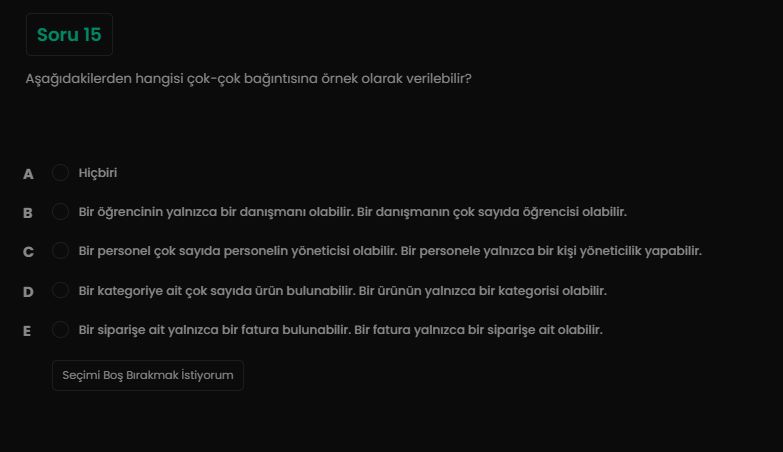 Soru 15
Aşağıdakilerden hangisi çok-çok bağıntısına örnek olarak verilebilir?
A Hiçbiri
B Bir öğrencinin yalnızca bir danışmanı olabilir. Bir danışmanın çok sayıda öğrencisi olabilir.
C Bir personel çok sayıda personelin yöneticisi olabilir. Bir personele yalnızca bir kişi yöneticilik yapabilir.
D Bir kategoriye ait çok sayıda ürün bulunabilir. Bir ürünün yalnızca bir kategorisi olabilir.
E Bir siparişe ait yalnızca bir fatura bulunabilir. Bir fatura yalnızca bir siparişe ait olabilir.
Seçimi Boş Bırakmak İstiyorum